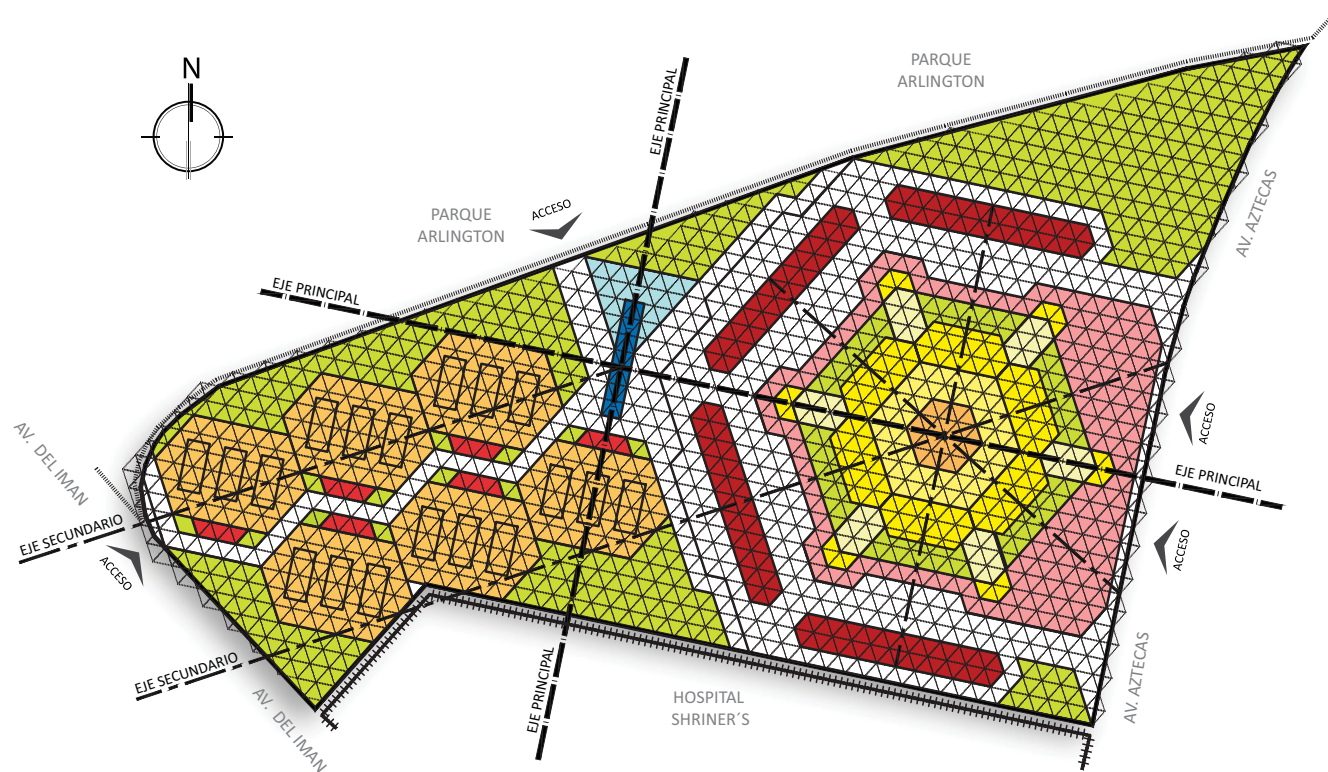 N
PARQUE
ARLINGTON
EJE PRINCIPAL
AV. AZTECAS
PARQUE
ARLINGTON
ACCESO
EJE PRINCIPAL
AV. DEL IMAN
EJE SECUNDARIO
ACCESO
ACCESO
EJE PRINCIPAL
ACCESO
EJE SECUNDARIO
AV. DEL IMAN
EJE PRINCIPAL
HOSPITAL
SHRINER´S
AV. AZTECAS